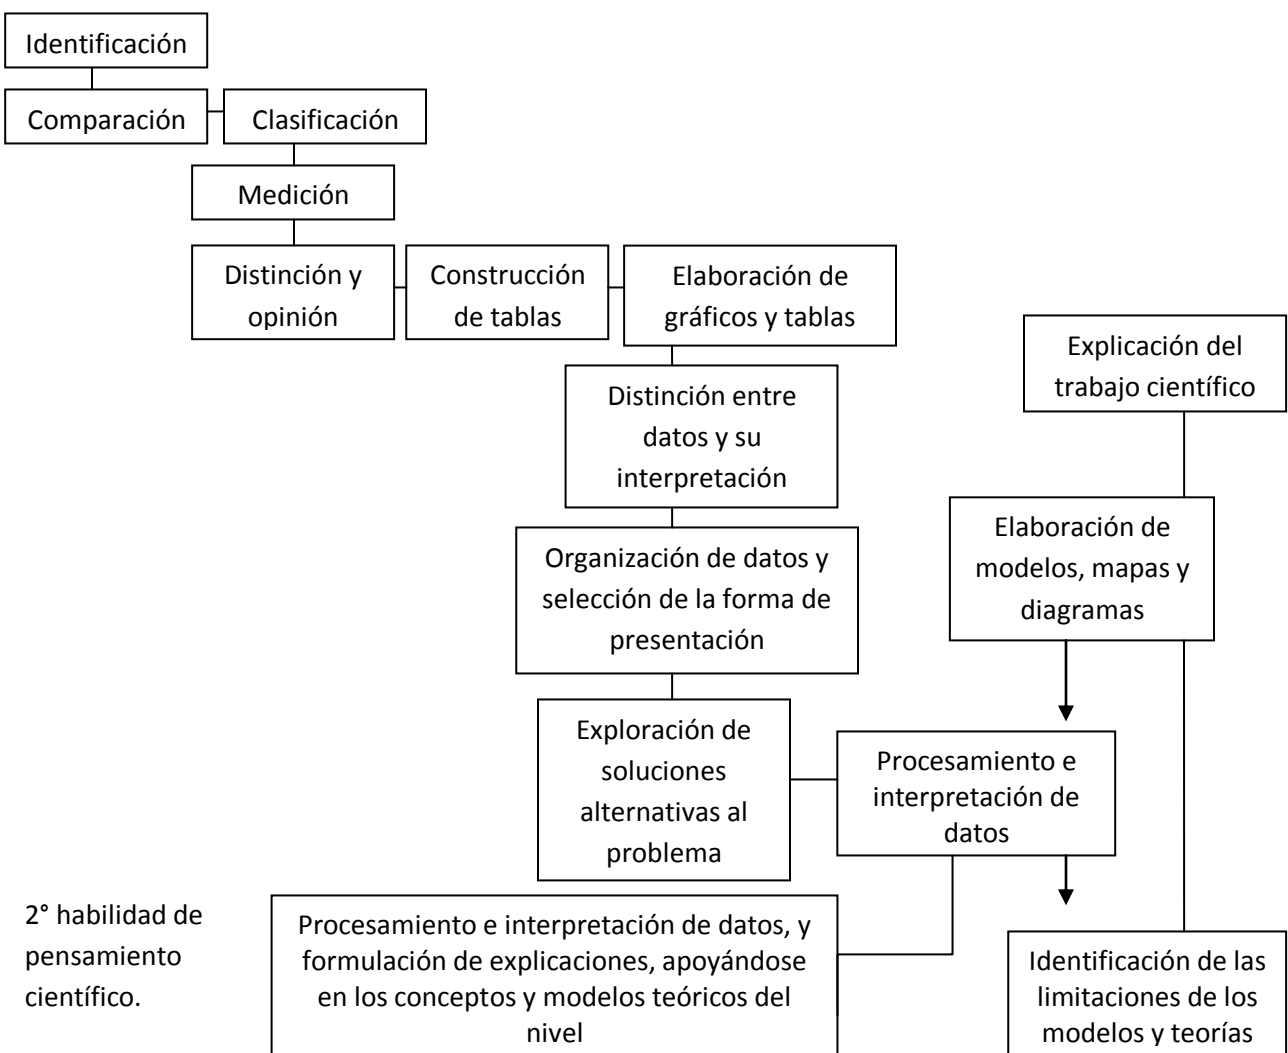 Identificación
Comparación
Clasificación
Medición
Distinción y
opinión
Construcción
de tablas
Elaboración de
gráficos y tablas
Explicación del
trabajo científico
Distinción entre
datos y su
interpretación
Elaboración de
modelos, mapas y
diagramas
Organización de datos y
selección de la forma de
presentación
Exploración de
soluciones
alternativas al
problema
Procesamiento e
interpretación de
datos
2° habilidad de
pensamiento
científico.
Procesamiento e interpretación de datos, y
formulación de explicaciones, apoyándose
en los conceptos y modelos teóricos del
nivel
Identificación de las
limitaciones de los
modelos y teorías